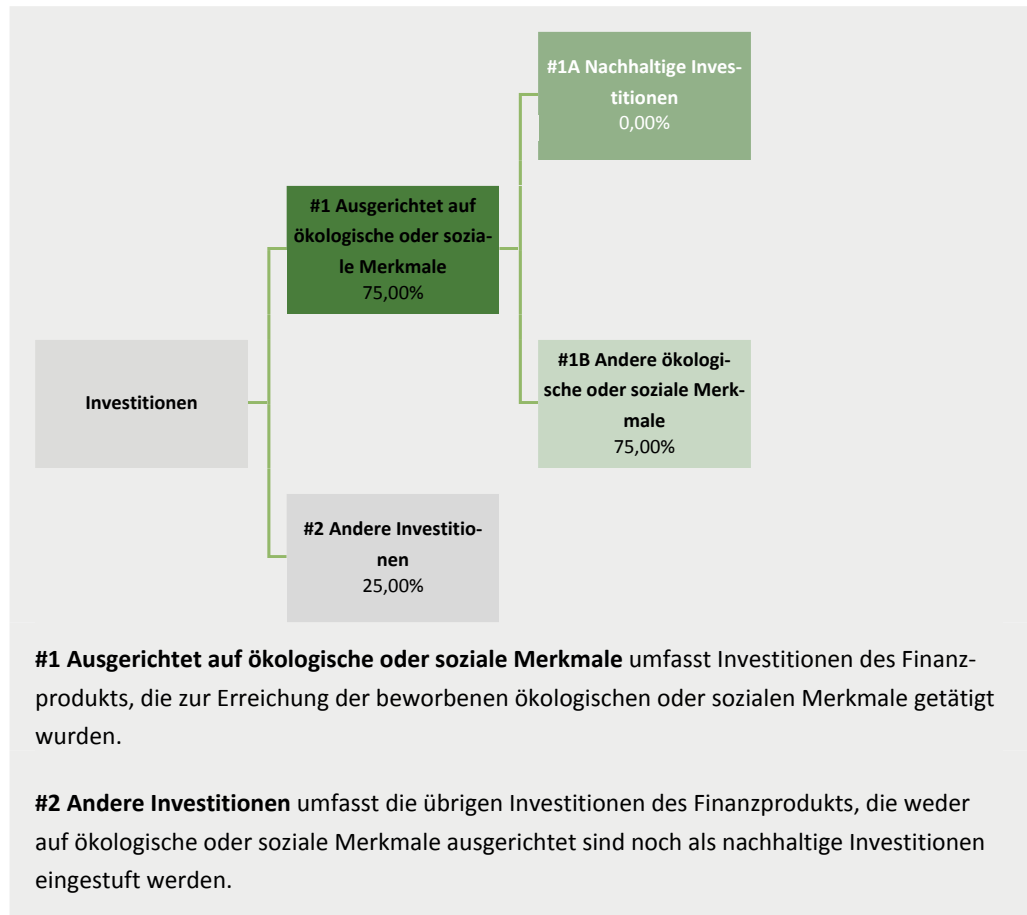 #1A Nachhaltige Inves-
titionen
0,00%
#1 Ausgerichtet auf
ökologische oder sozia-
le Merkmale
75,00%
Investitionen
#1B Andere ökologi-
sche oder soziale Merk-
male
75,00%
#2 Andere Investitio-
nen
25,00%
#1 Ausgerichtet auf ökologische oder soziale Merkmale umfasst Investitionen des Finanz-
produkts, die zur Erreichung der beworbenen ökologischen oder sozialen Merkmale getätigt
wurden.
#2 Andere Investitionen umfasst die übrigen Investitionen des Finanzprodukts, die weder
auf ökologische oder soziale Merkmale ausgerichtet sind noch als nachhaltige Investitionen
eingestuft werden.